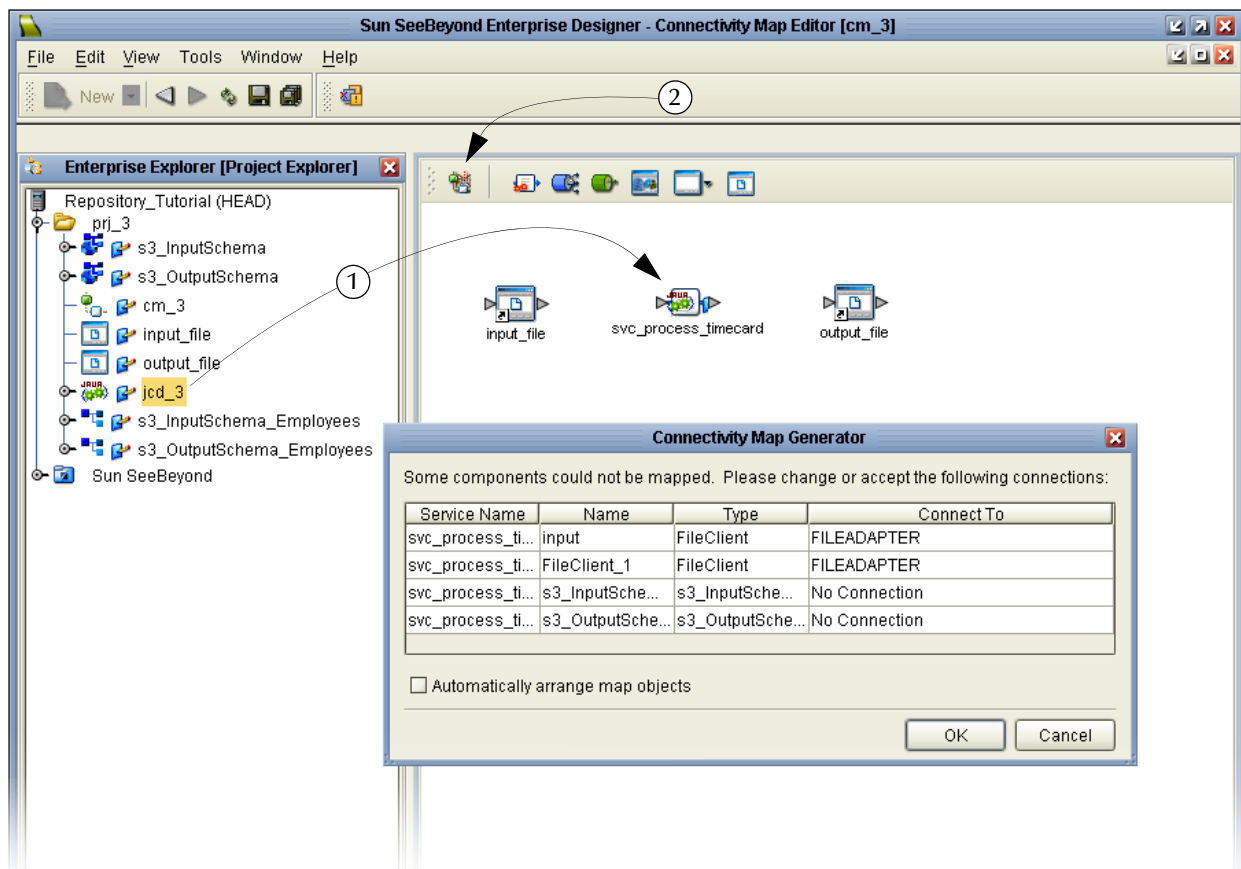 Sun SeeBeyond Enterprise Designer - Connectivity Map Editor [cm_3]
File Edit View Tools Window Help
New
2
Enterprise Explorer [Project Explorer]
Repository_Tutorial (HEAD)
prj_3
s3_InputSchema
s3_OutputSchema
cm_3
input_file
output_file
JAVA jcd_3
s3_InputSchema_Employees
s3_OutputSchema_Employees
Sun SeeBeyond
1
JAVA
input_file
svc_process_timecard
output_file
Connectivity Map Generator
Some components could not be mapped. Please change or accept the following connections:
Service Name Name Type Connect To
svc_process_ti... input FileClient FILEADAPTER
svc_process_ti... FileClient_1 FileClient FILEADAPTER
svc_process_ti... s3_InputSche... s3_InputSche... No Connection
svc_process_ti... s3_OutputSche... s3_OutputSche... No Connection
Automatically arrange map objects
OK Cancel